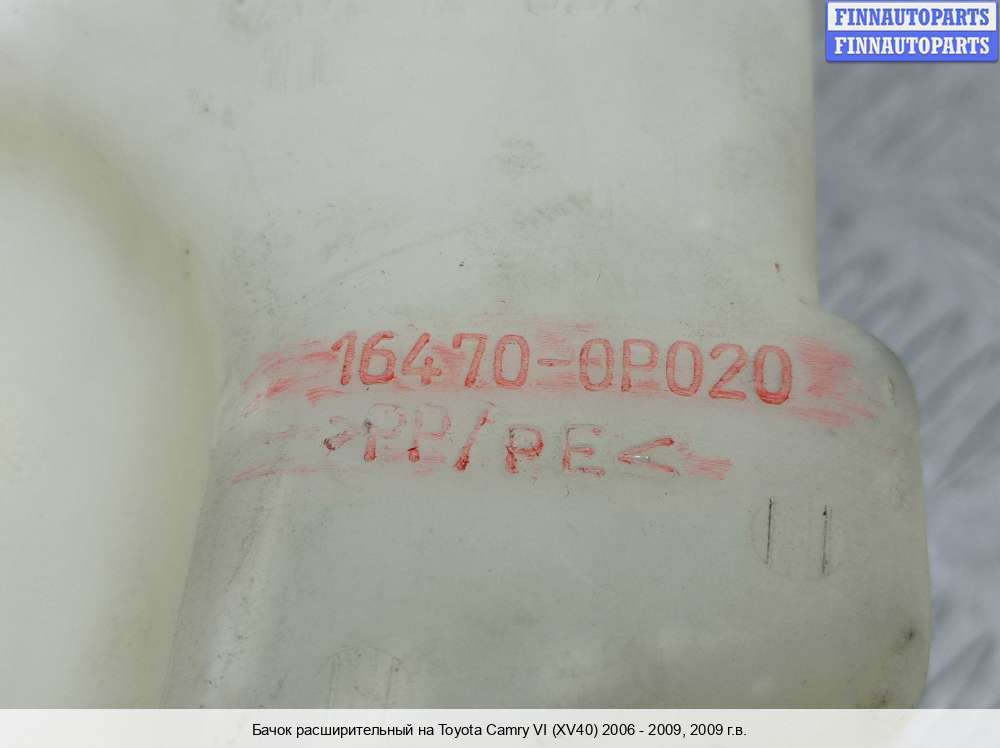 FINNAUTOPARTS
FINNAUTOPARTS
16470-0P020
>PP/PE<
Бачок расширительный на Toyota Camry VI (XV40) 2006 - 2009, 2009 г.в.